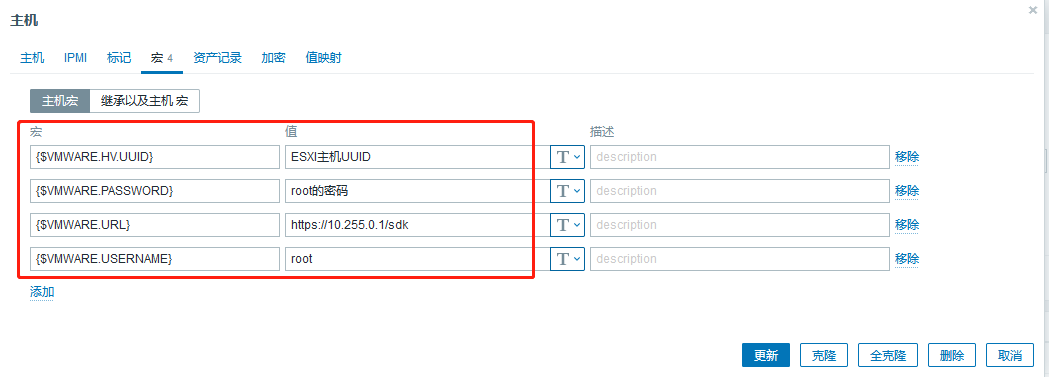 主机
主机 IPMI 标记 宏 4 资产记录 加密 值映射
主机宏 继承以及主机 宏
宏 值 描述
{$VMWARE.HV.UUID} ESXI主机UUID T description 移除
{$VMWARE.PASSWORD} root的密码 T description 移除
{$VMWARE.URL} https://10.255.0.1/sdk T description 移除
{$VMWARE.USERNAME} root T description 移除
添加
更新 克隆 全克隆 删除 取消